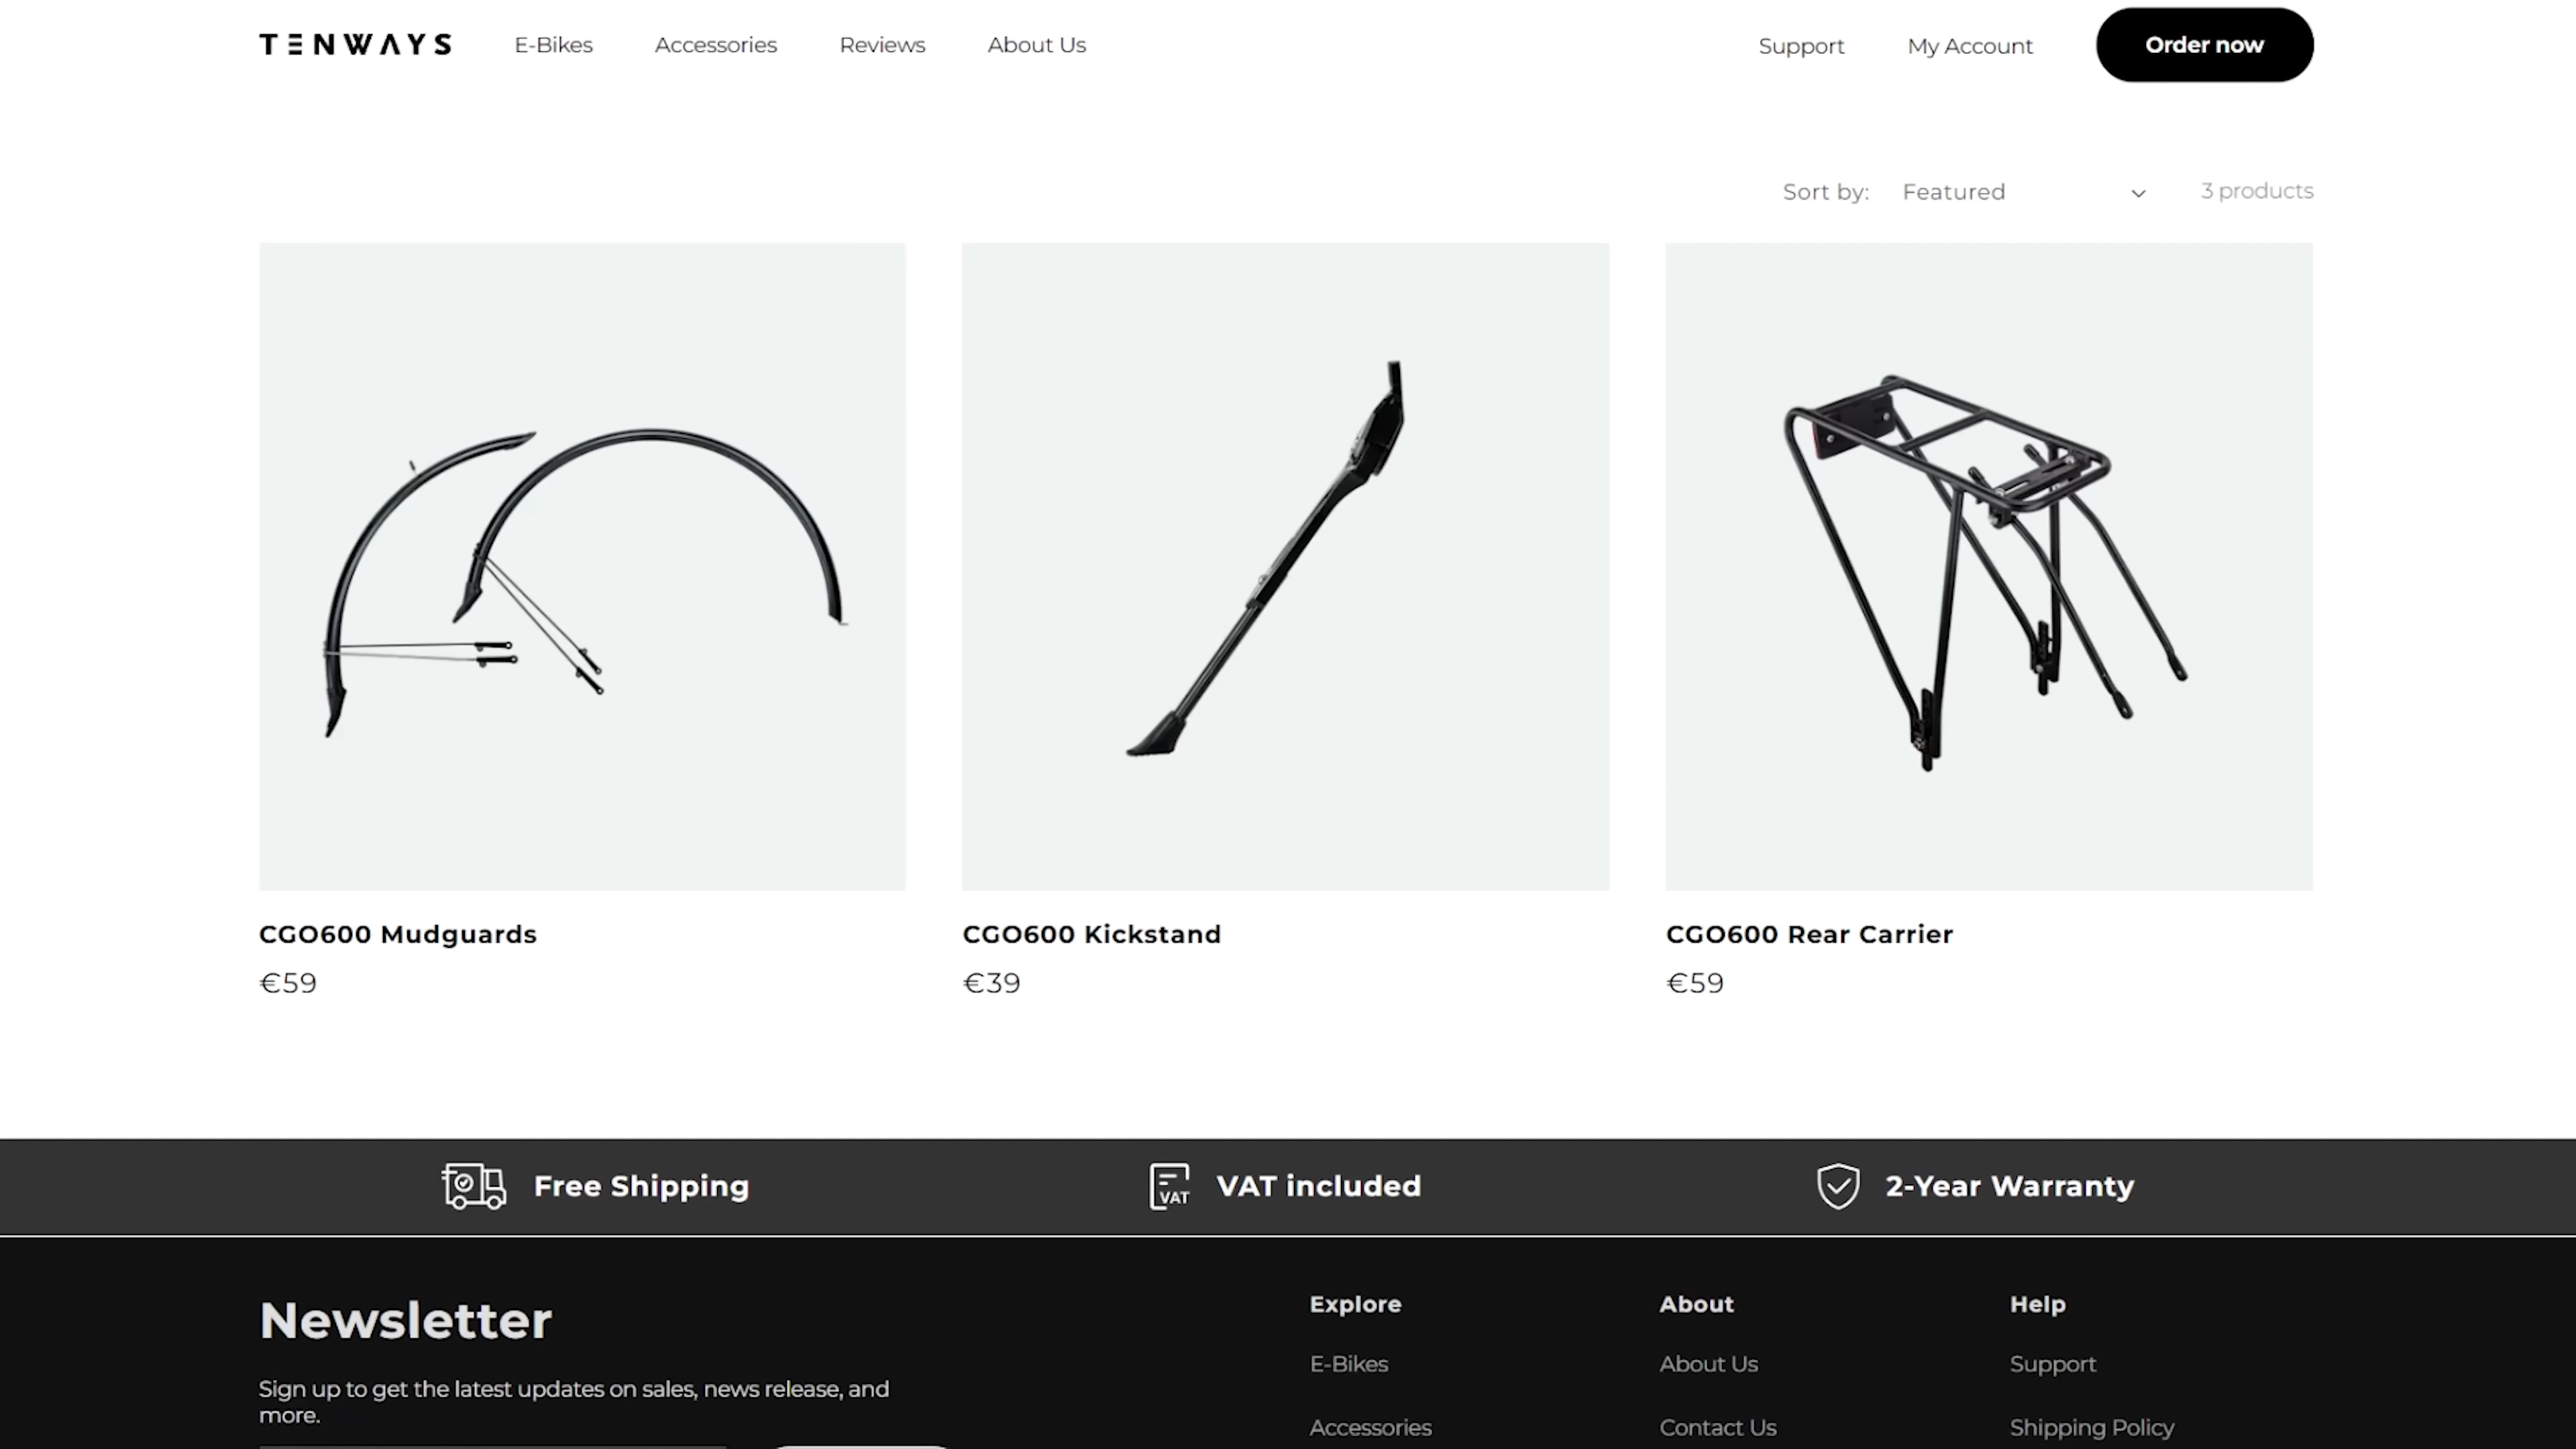 TENWAYS E-Bikes Accessories Reviews About Us Support My Account Order now
Sort by: Featured 3 products
CGO600 Mudguards
€59
CGO600 Kickstand
€39
CGO600 Rear Carrier
€59
Free Shipping
VAT
VAT included
2-Year Warranty
Newsletter
Sign up to get the latest updates on sales, news release, and
more.
Explore
E-Bikes
Accessories
About
About Us
Contact Us
Help
Support
Shipping Policy